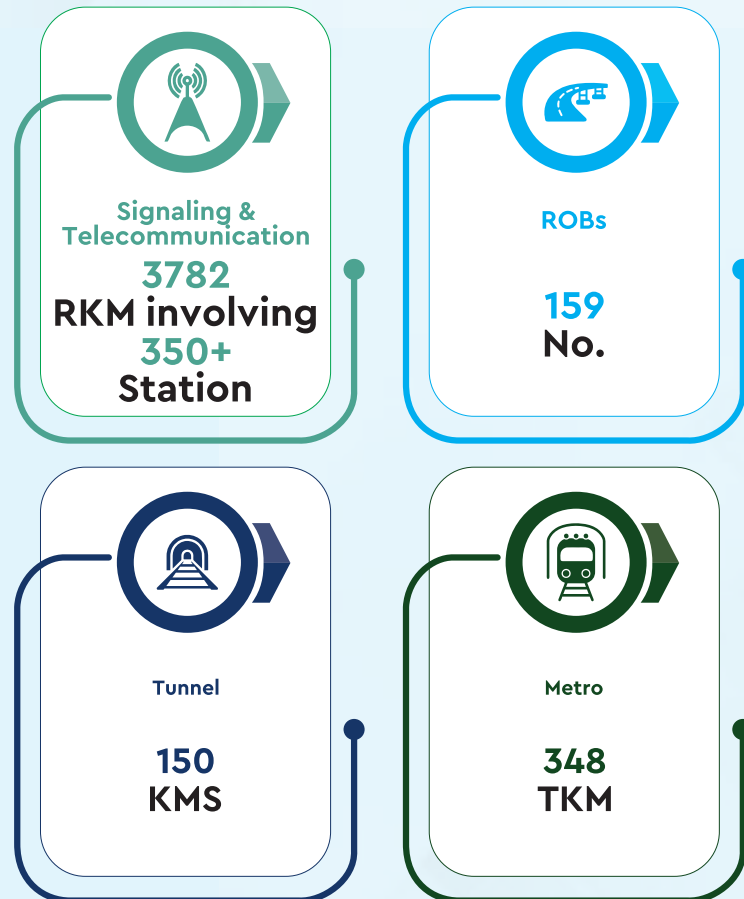 Signaling &
Telecommunication
3782
RKM involving
350+
Station
ROBs
159
No.
Tunnel
150
KMS
Metro
348
TKM